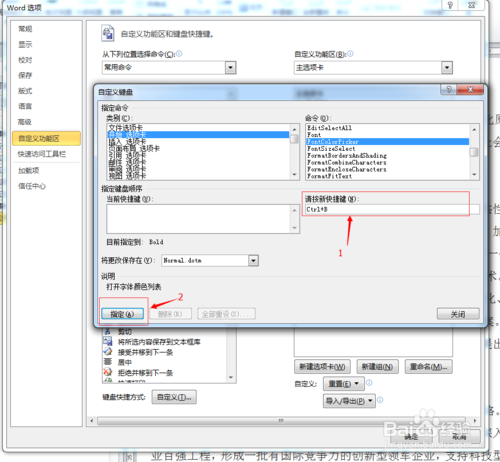 Word 选项
常规
显示
校对
保存
版式
语言
高级
自定义功能区
快速访问工具栏
加载项
信任中心
自定义功能区和键盘快捷键。
从下列位置选择命令(C):
常用命令
自定义功能区(B):
主选项卡
自定义键盘
指定命令
类别(C):
文件选项卡
开始 选项卡
插入 选项卡
页面布局 选项卡
引用 选项卡
邮件 选项卡
审阅 选项卡
视图 选项卡
命令(O):
EditSelectAll
Font
FontColorPicker
FontSizeSelect
FormatBordersAndShading
FormatCombineCharacters
FormatEncloseCharacters
FormatFitText
指定键盘顺序
当前快捷键(U):
请按新快捷键(N):
Ctrl+B
1
目前指定到: Bold
将更改保存在(V): Normal.dotm
说明
打开字体颜色列表
2
指定(A)
删除(R)
全部重设(S)...
关闭
剪切
将所选内容保存到文本框库
接受并移到下一条
居中
拒绝并移到下一条
键盘快捷方式: 自定义(T)...
新建选项卡(W)
新建组(N)
重命名(M)...
自定义: 重置(E)
导入/导出(P)
确定
取消
Bai 经验
业百强工程，形成一批有国际竞争力的创新型领军企业，支持科技型